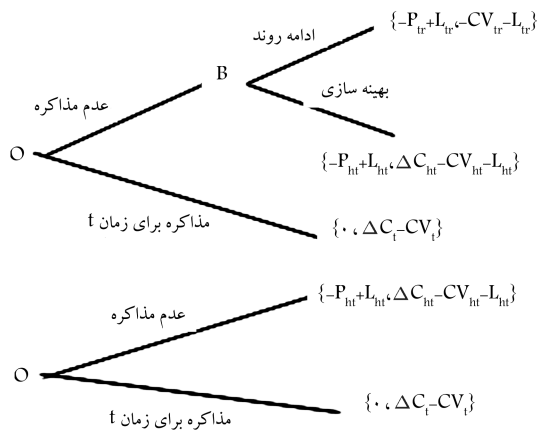 {–P_tr+L_tr،–CV_tr–L_tr}
ادامه روند
B
بهینه سازی
عدم مذاکره
O
{–P_ht+L_ht،ΔC_ht–CV_ht–L_ht}
مذاکره برای زمان t
{۰،ΔC_t–CV_t}
{–P_ht+L_ht،ΔC_ht–CV_ht–L_ht}
عدم مذاکره
O
{۰،ΔC_t–CV_t}
مذاکره برای زمان t